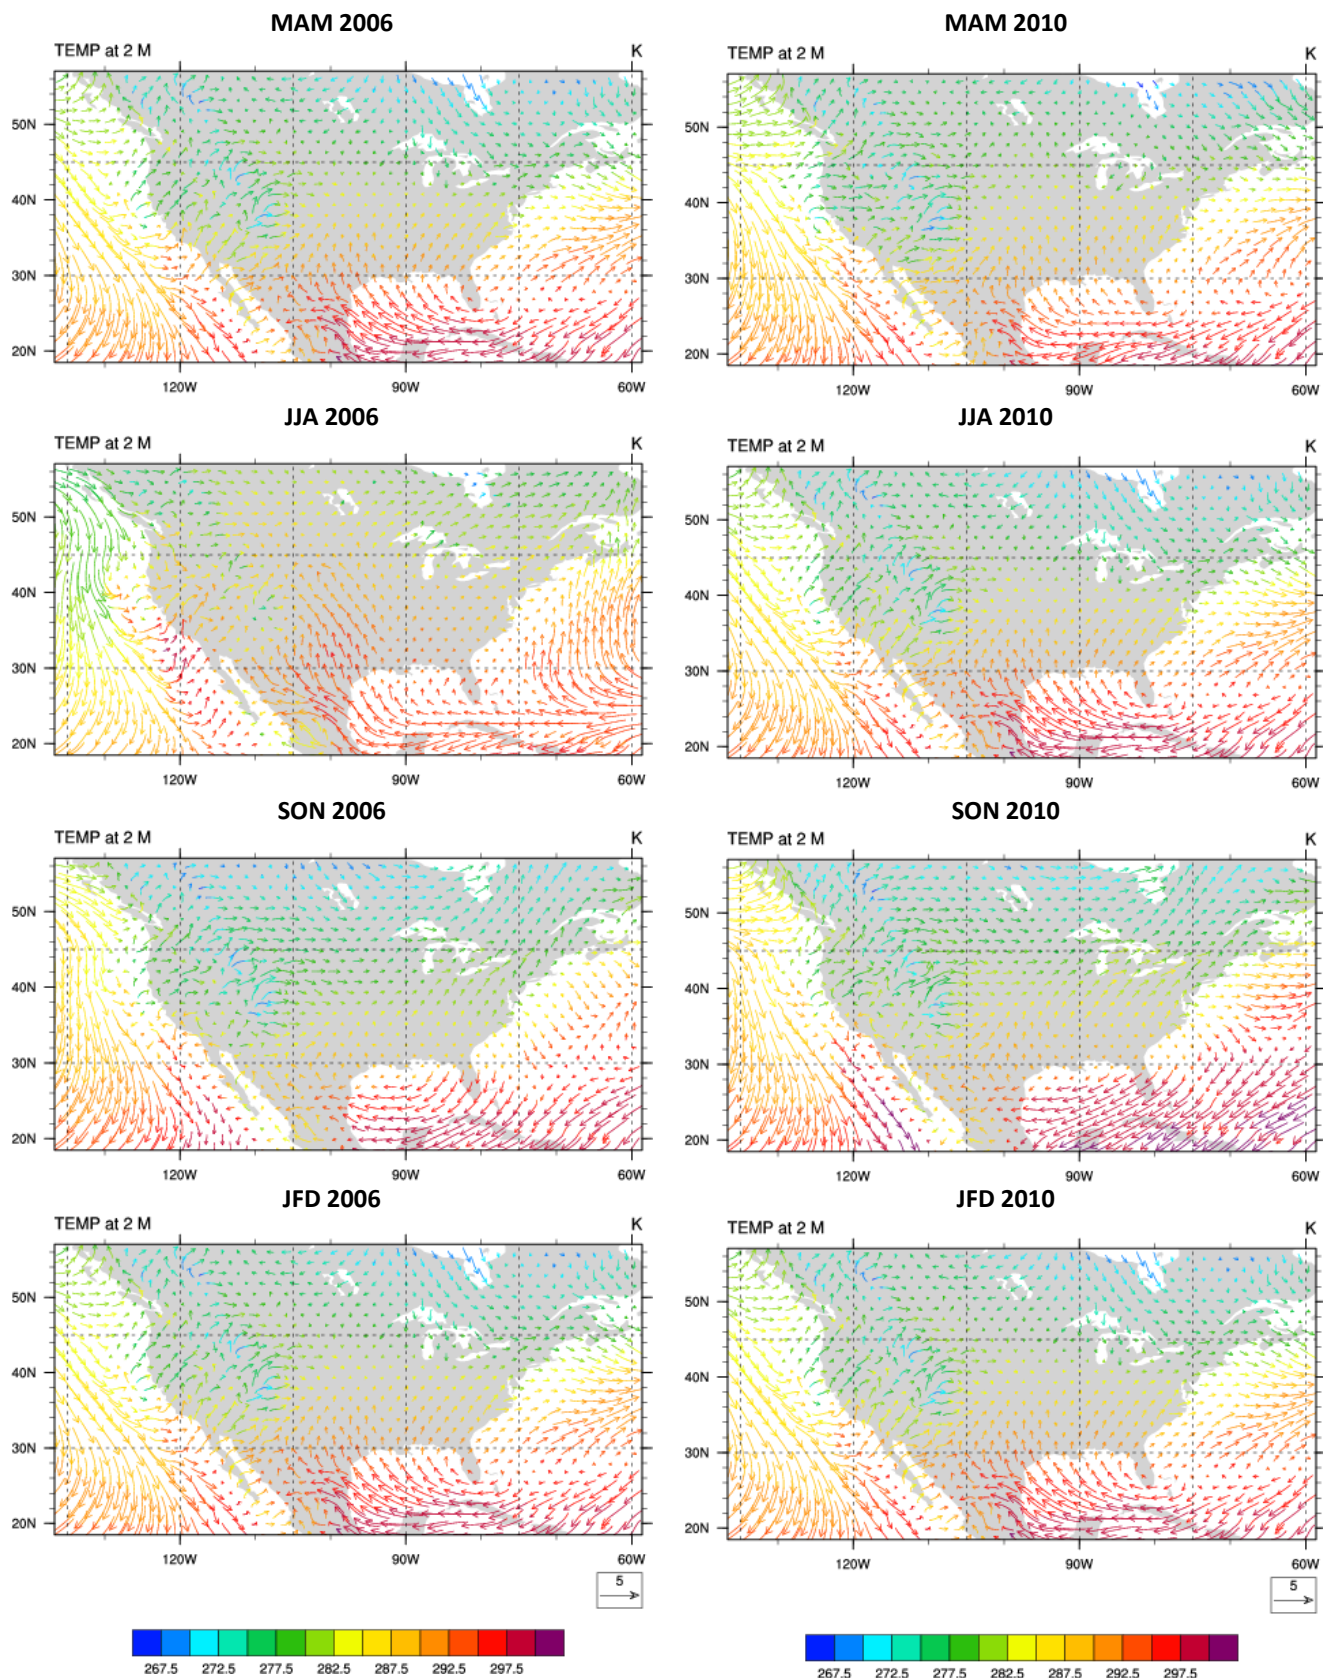 MAM 2006
MAM 2010
TEMP at 2 M K
TEMP at 2 M K
50N
40N
30N
20N
120W 90W 60W
50N
40N
30N
20N
120W 90W 60W
JJA 2006
JJA 2010
TEMP at 2 M K
TEMP at 2 M K
50N
40N
30N
20N
120W 90W 60W
50N
40N
30N
20N
120W 90W 60W
SON 2006
SON 2010
TEMP at 2 M K
TEMP at 2 M K
50N
40N
30N
20N
120W 90W 60W
50N
40N
30N
20N
120W 90W 60W
JFD 2006
JFD 2010
TEMP at 2 M K
TEMP at 2 M K
50N
40N
30N
20N
120W 90W 60W
50N
40N
30N
20N
120W 90W 60W
5
5
267.5 272.5 277.5 282.5 287.5 292.5 297.5
267.5 272.5 277.5 282.5 287.5 292.5 297.5